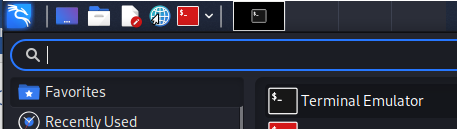 Favorites
Terminal Emulator
Recently Used